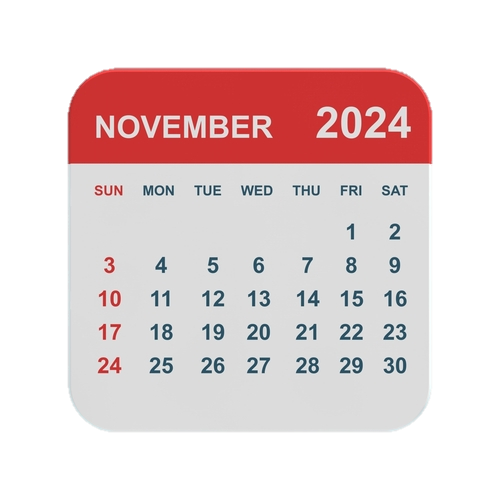 NOVEMBER 2024
SUN MON TUE WED THU FRI SAT
1 2
3 4 5 6 7 8 9
10 11 12 13 14 15 16
17 18 19 20 21 22 23
24 25 26 27 28 29 30